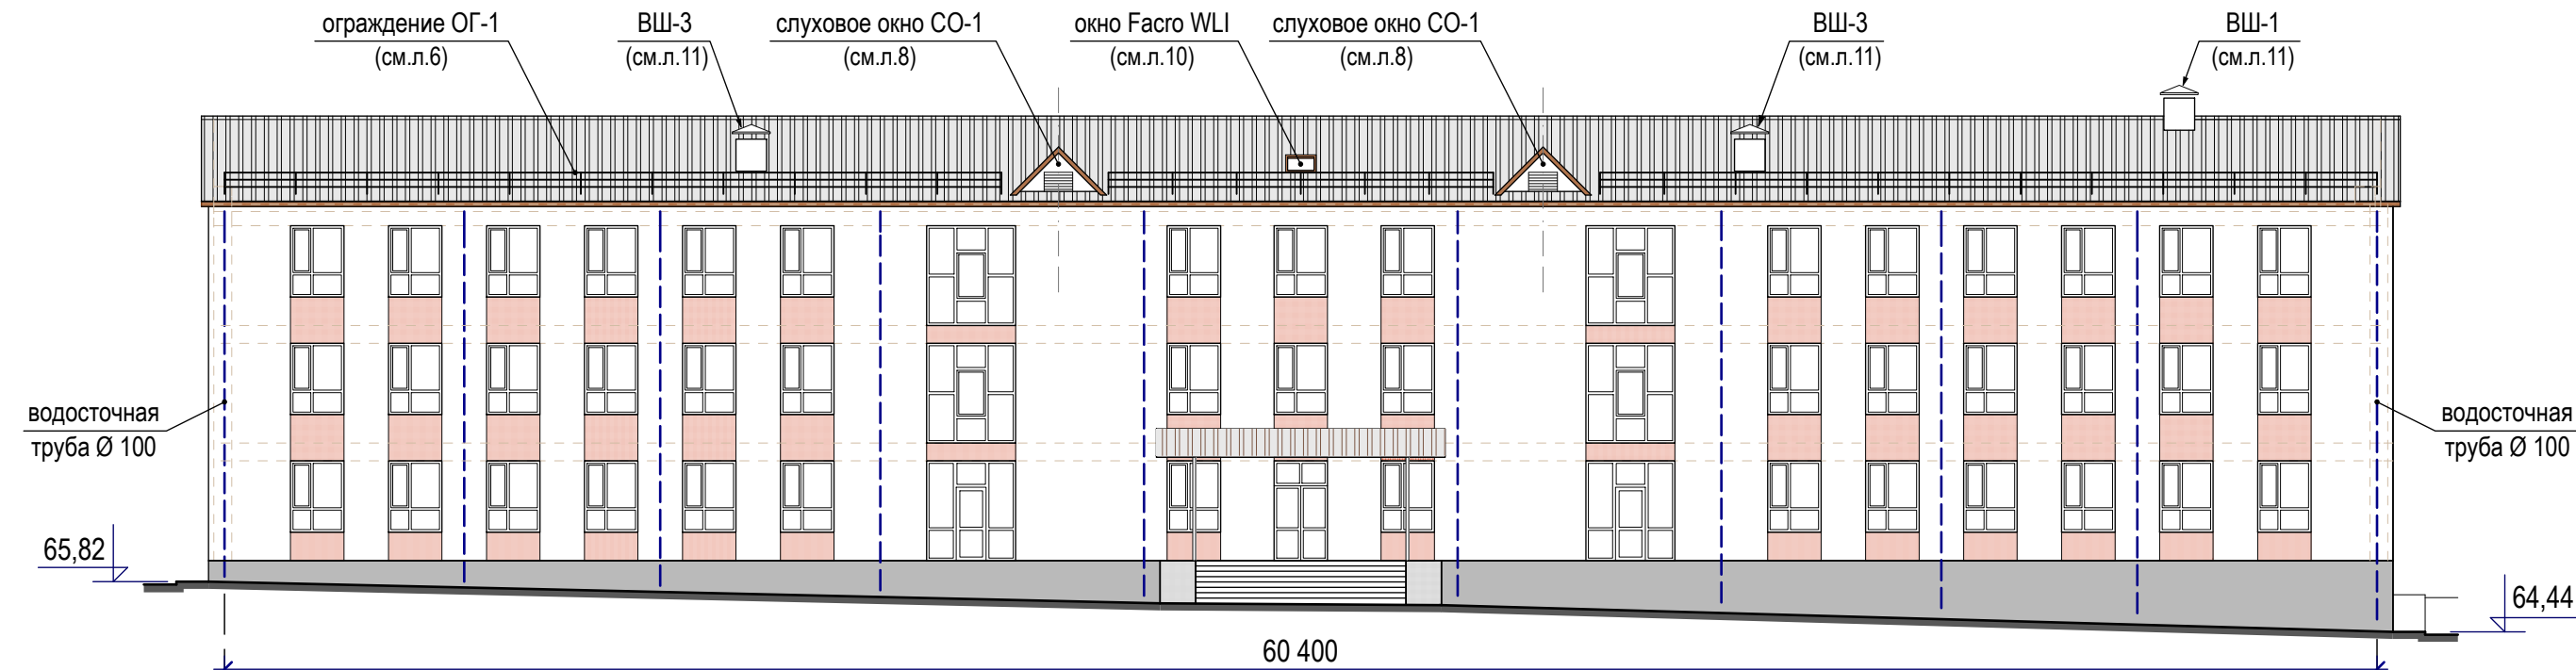 ограждение ОГ-1
(см.л.6)
ВШ-3
(см.л.11)
слуховое окно СО-1
(см.л.8)
окно Facro WLI
(см.л.10)
слуховое окно СО-1
(см.л.8)
ВШ-3
(см.л.11)
ВШ-1
(см.л.11)
водосточная
труба Ø 100
водосточная
труба Ø 100
65,82
64,44
60 400